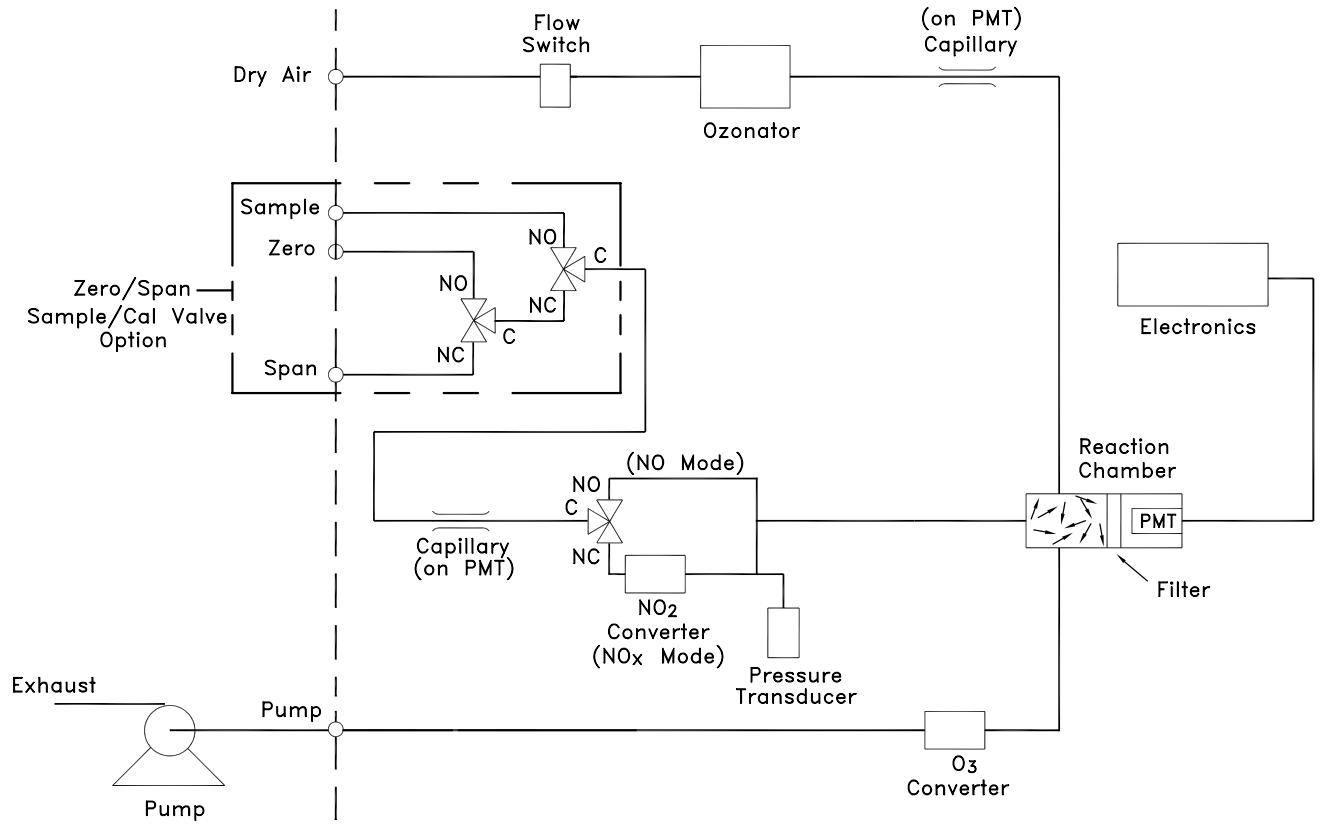 (on PMT)
Capillary
Flow
Switch
Dry Air
Ozonator
Sample
NO
C
Zero
NO
NC
Zero/Span
Sample/Cal Valve
Option
C
NC
Span
Electronics
Reaction
Chamber
(NO Mode)
NO
C
PMT
Capillary
(on PMT)
NC
Filter
NO2
Converter
(NOx Mode)
Pressure
Transducer
Exhaust
Pump
O3
Converter
Pump